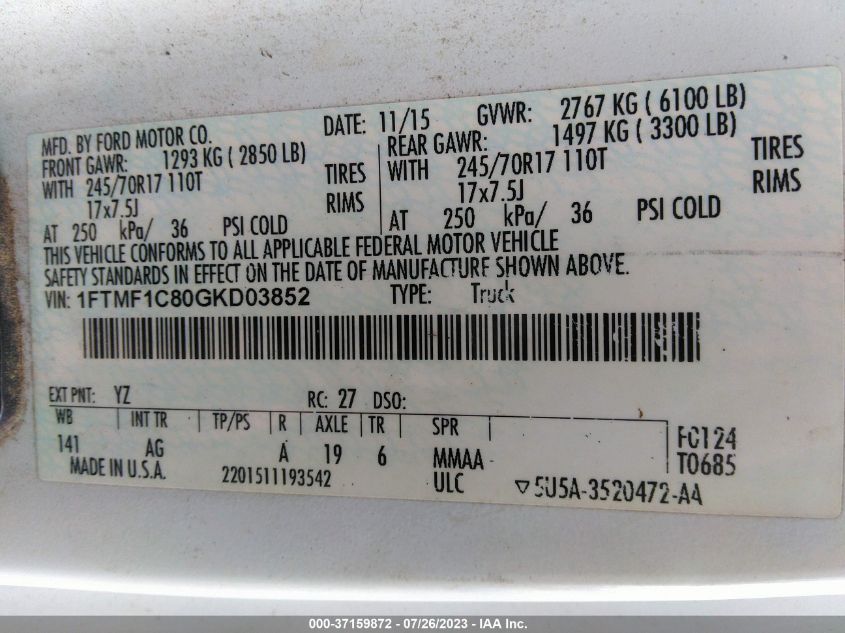 MFD. BY FORD MOTOR CO.
DATE: 11/15 GVWR: 2767 KG ( 6100 LB)
FRONT GAWR: 1293 KG ( 2850 LB)
REAR GAWR: 1497 KG ( 3300 LB)
WITH 245/70R17 110T TIRES
WITH 245/70R17 110T TIRES
17x7.5J RIMS
17x7.5J RIMS
AT 250 kPa/ 36 PSI COLD
AT 250 kPa/ 36 PSI COLD
THIS VEHICLE CONFORMS TO ALL APPLICABLE FEDERAL MOTOR VEHICLE
SAFETY STANDARDS IN EFFECT ON THE DATE OF MANUFACTURE SHOWN ABOVE.
VIN: 1FTMF1C80GKD03852 TYPE: Truck
EXT PNT: YZ RC: 27 DSO:
WB INT TR TP/PS R AXLE TR SPR
141 AG A 19 6 MMAA
FC124
T0685
MADE IN U.S.A. 2201511193542 ULC ▽5U5A-3520472-AA
000-37159872 - 07/26/2023 - IAA Inc.